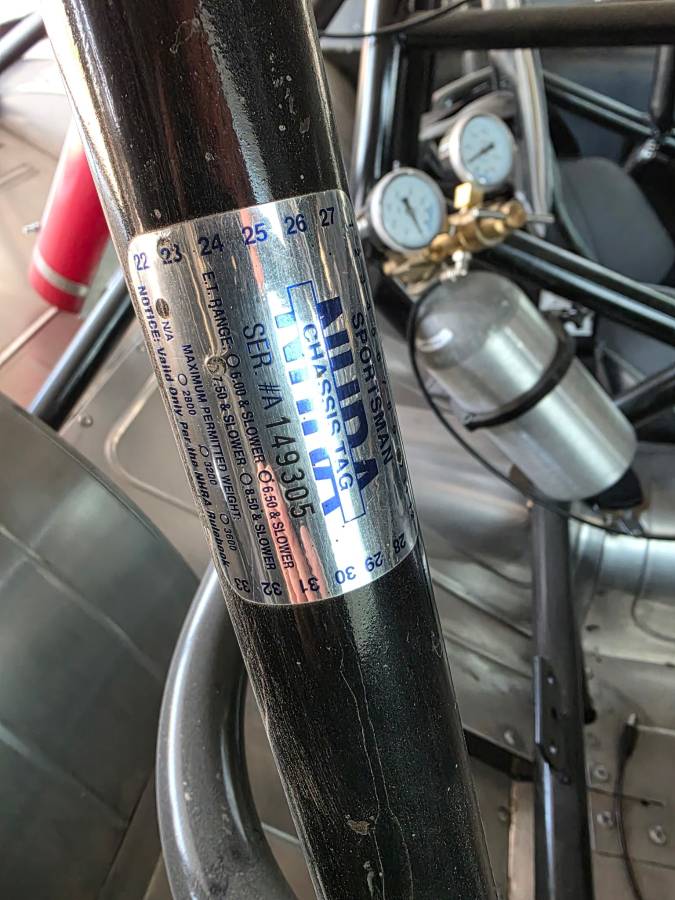 22 23 24 25 26 27
SPORTSMAN
NHRA
CHASSIS TAG
SER #A 149305
E.T. RANGE: 6.00 & SLOWER 6.50 & SLOWER
7.50 & SLOWER 8.50 & SLOWER
MAXIMUM PERMITTED WEIGHT:
N/A 2800 3200 3600
NOTICE: Valid Only Per the NHRA Rulebook
33 32 31 30 29 28